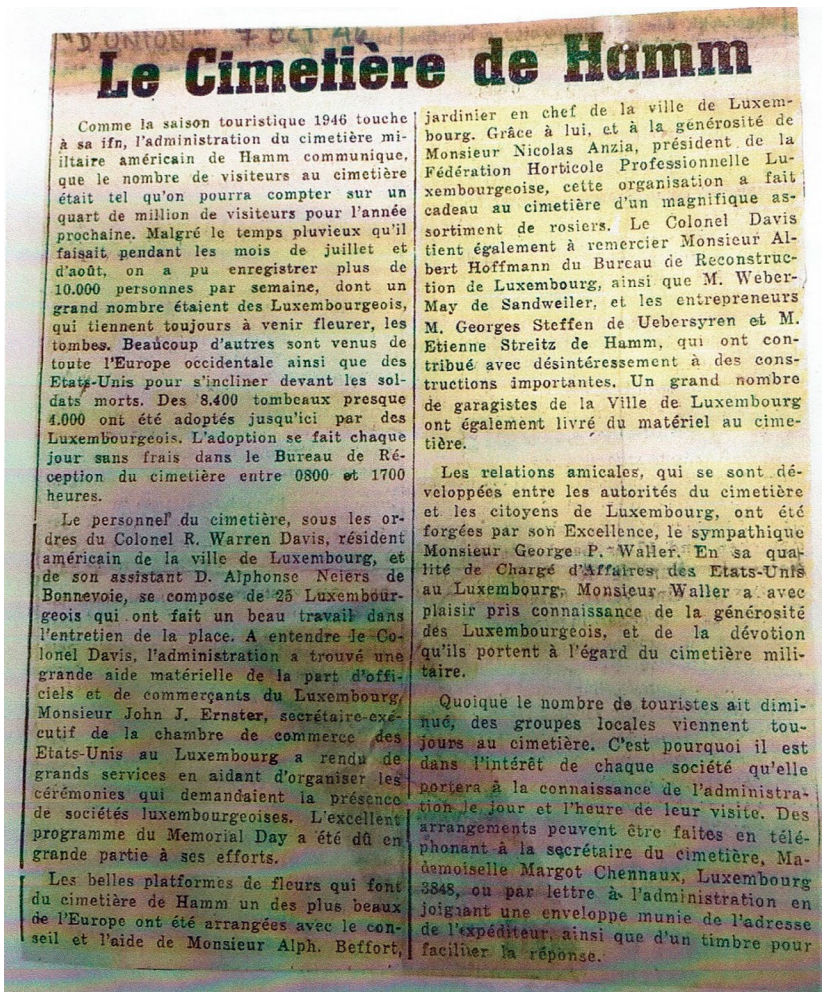 "D'UNION" 7 OCT 46
Le Cimetière de Hamm
Comme la saison touristique 1946 touche
à sa ifn, l'administration du cimetière mi-
iltaire américain de Hamm communique,
que le nombre de visiteurs au cimetière
était tel qu'on pourra compter sur un
quart de million de visiteurs pour l'année
prochaine. Malgré le temps pluvieux qu'il
faisait pendant les mois de juillet et
d'août, on a pu enregistrer plus de
10.000 personnes par semaine, dont un
grand nombre étaient des Luxembourgeois,
qui tiennent toujours à venir fleurer, les
tombes. Beaucoup d'autres sont venus de
toute l'Europe occidentale ainsi que des
Etats-Unis pour s'incliner devant les sol-
dats morts. Des 8.400 tombeaux presque
4.000 ont été adoptés jusqu'ici par des
Luxembourgeois. L'adoption se fait chaque
jour sans frais dans le Bureau de Ré-
ception du cimetière entre 0800 et 1700
heures.
Le personnel du cimetière, sous les or-
dres du Colonel R. Warren Davis, résident
américain de la ville de Luxembourg, et
de son assistant D. Alphonse Neiers de
Bonnevoie, se compose de 25 Luxembour-
geois qui ont fait un beau travail dans
l'entretien de la place. A entendre le Co-
lonel Davis, l'administration a trouvé une
grande aide matérielle de la part d'offi-
ciels et de commerçants du Luxembourg.
Monsieur John J. Ernster, secrétaire-exé-
cutif de la chambre de commerce des
Etats-Unis au Luxembourg a rendu de
grands services en aidant d'organiser les
cérémonies qui demandaient la présence
de sociétés luxembourgeoises. L'excellent
programme du Memorial Day a été dû en
grande partie à ses efforts.
Les belles platformes de fleurs qui font
du cimetière de Hamm un des plus beaux
de l'Europe ont été arrangées avec le con-
seil et l'aide de Monsieur Alph. Beffort,
jardinier en chef de la ville de Luxem-
bourg. Grâce à lui, et à la générosité de
Monsieur Nicolas Anzia, président de la
Fédération Horticole Professionnelle Lu-
xembourgeoise, cette organisation a fait
cadeau au cimetière d'un magnifique as-
sortiment de rosiers. Le Colonel Davis
tient également à remercier Monsieur Al-
bert Hoffmann du Bureau de Reconstruc-
tion de Luxembourg, ainsi que M. Weber-
May de Sandweiler, et les entrepreneurs
M. Georges Steffen de Uebersyren et M.
Etienne Streitz de Hamm, qui ont con-
tribué avec désintéressement à des cons-
tructions importantes. Un grand nombre
de garagistes de la Ville de Luxembourg
ont également livré du matériel au cime-
tière.
Les relations amicales, qui se sont dé-
veloppées entre les autorités du cimetière
et les citoyens de Luxembourg, ont été
forgées par son Excellence, le sympathique
Monsieur George P. Waller. En sa qua-
lité de Chargé d'Affaires des Etats-Unis
au Luxembourg, Monsieur Waller a avec
plaisir pris connaissance de la générosité
des Luxembourgeois, et de la dévotion
qu'ils portent à l'égard du cimetière mili-
taire.
Quoique le nombre de touristes ait dimi-
nué, des groupes locales viennent tou-
jours au cimetière. C'est pourquoi il est
dans l'intérêt de chaque société qu'elle
portera à la connaissance de l'administra-
tion le jour et l'heure de leur visite. Des
arrangements peuvent être faites en télé-
phonant à la secrétaire du cimetière, Ma-
demoiselle Margot Chennaux, Luxembourg
3848, ou par lettre à l'administration en
joignant une enveloppe munie de l'adresse
de l'expéditeur, ainsi que d'un timbre pour
faciliter la réponse.